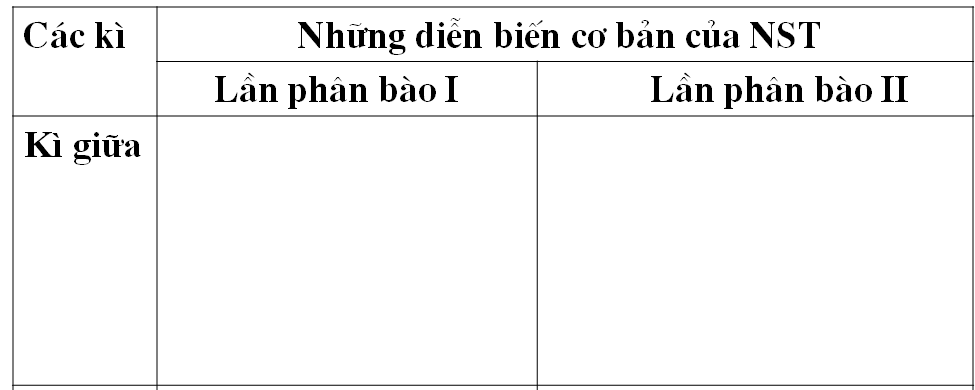 Các kì
Những diễn biến cơ bản của NST
Lần phân bào I
Lần phân bào II
Kì giữa